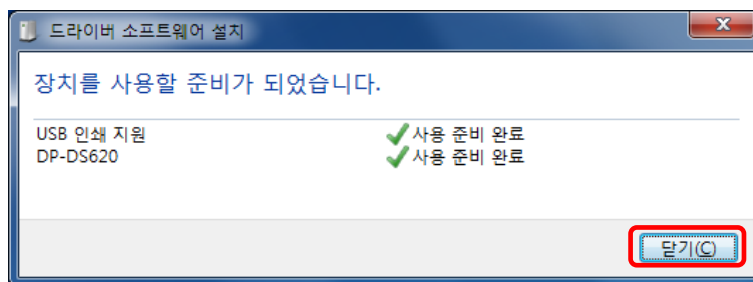 드라이버 소프트웨어 설치
장치를 사용할 준비가 되었습니다.
USB 인쇄 지원 사용 준비 완료
DP-DS620 사용 준비 완료
닫기(C)